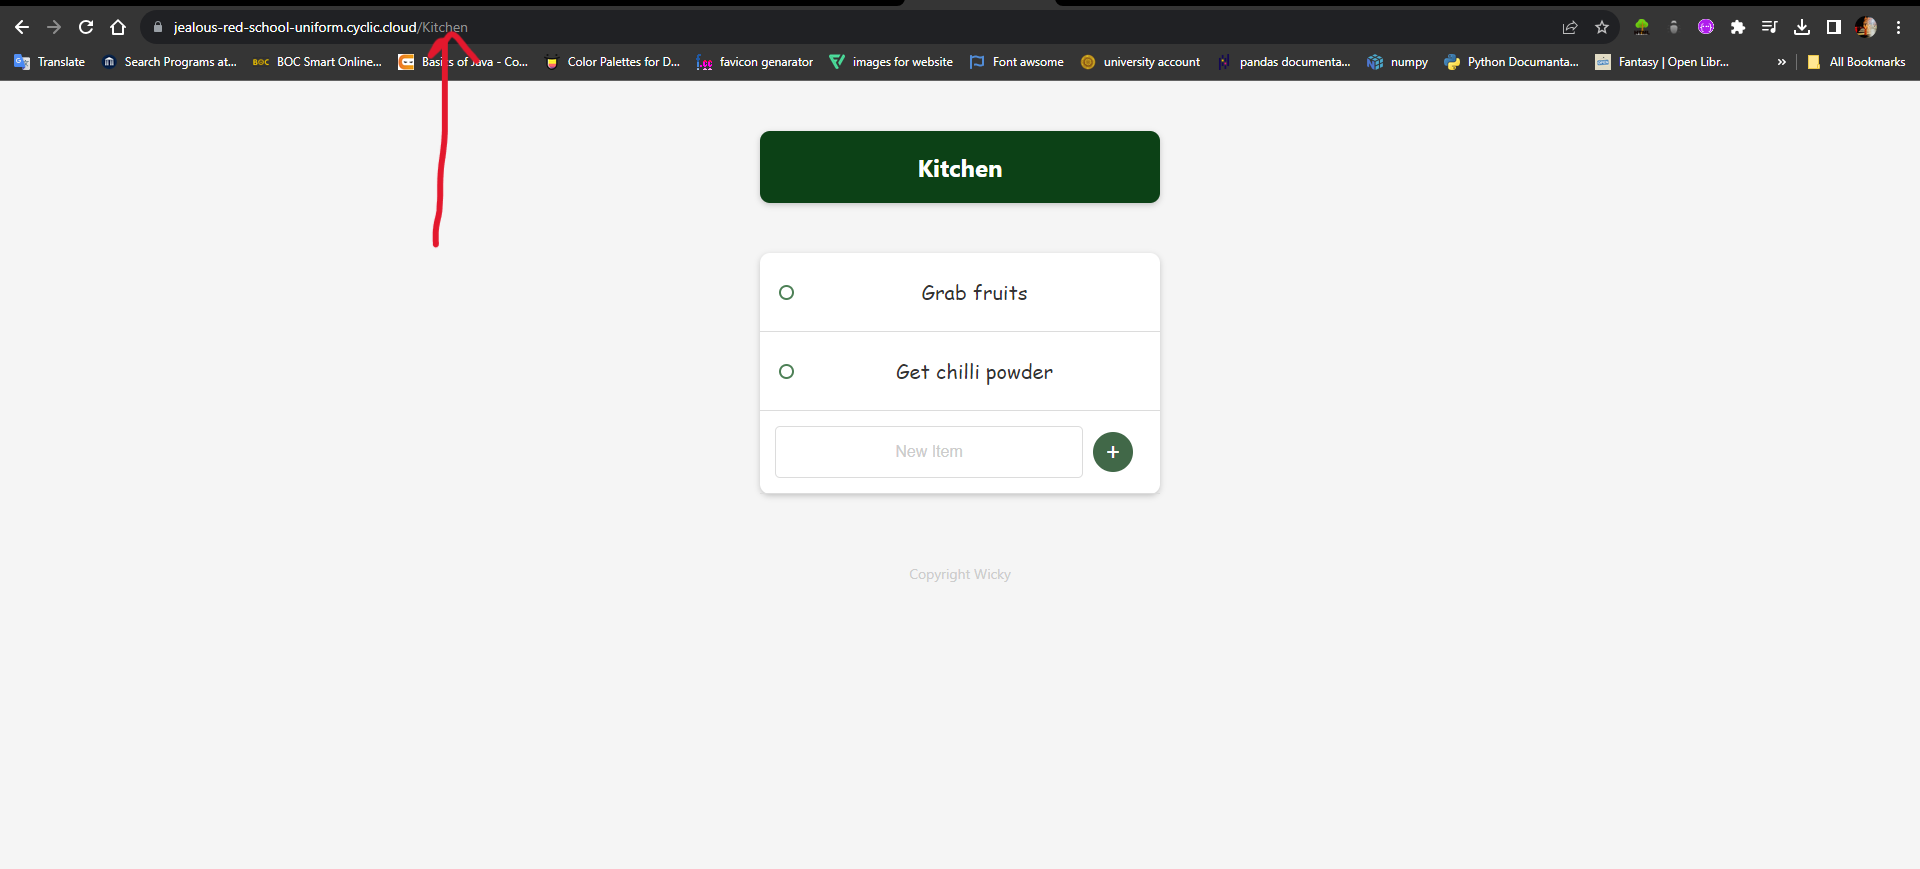 jealous-red-school-uniform.cyclic.cloud/Kitchen
Translate Search Programs at... BOC BOC Smart Online... Basics of Java - Co... Color Palettes for D... favicon genarator images for website Font awsome university account pandas documenta... numpy Python Documanta... Fantasy | Open Libr... » All Bookmarks
Kitchen
Grab fruits
Get chilli powder
New Item +
Copyright Wicky